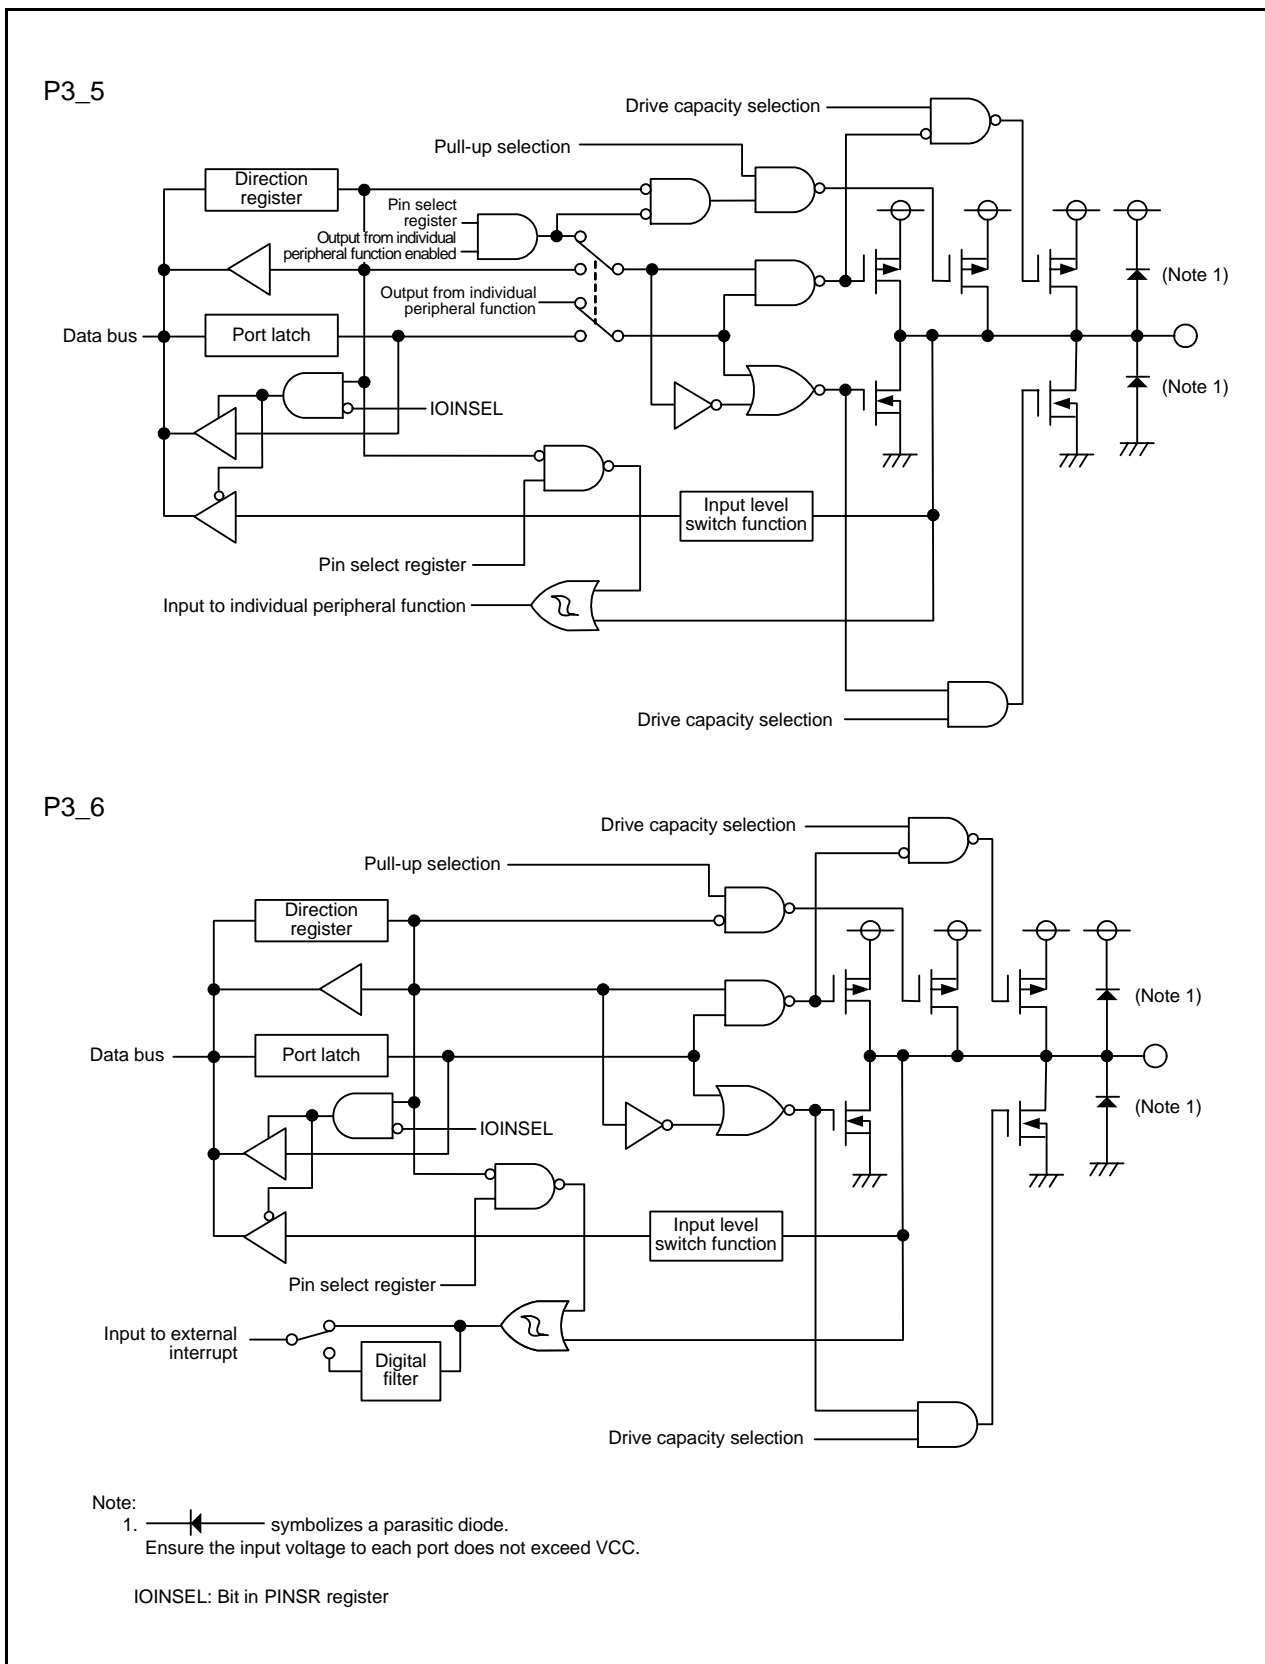 P3_5
Drive capacity selection
Pull-up selection
Direction
register
Pin select
register
Output from individual
peripheral function enabled
(Note 1)
Output from individual
peripheral function
Data bus
Port latch
(Note 1)
IOINSEL
Input level
switch function
Pin select register
Input to individual peripheral function
Drive capacity selection
P3_6
Drive capacity selection
Pull-up selection
Direction
register
(Note 1)
Data bus
Port latch
(Note 1)
IOINSEL
Input level
switch function
Pin select register
Input to external
interrupt
Digital
filter
Drive capacity selection
Note:
1. symbolizes a parasitic diode.
Ensure the input voltage to each port does not exceed VCC.
IOINSEL: Bit in PINSR register